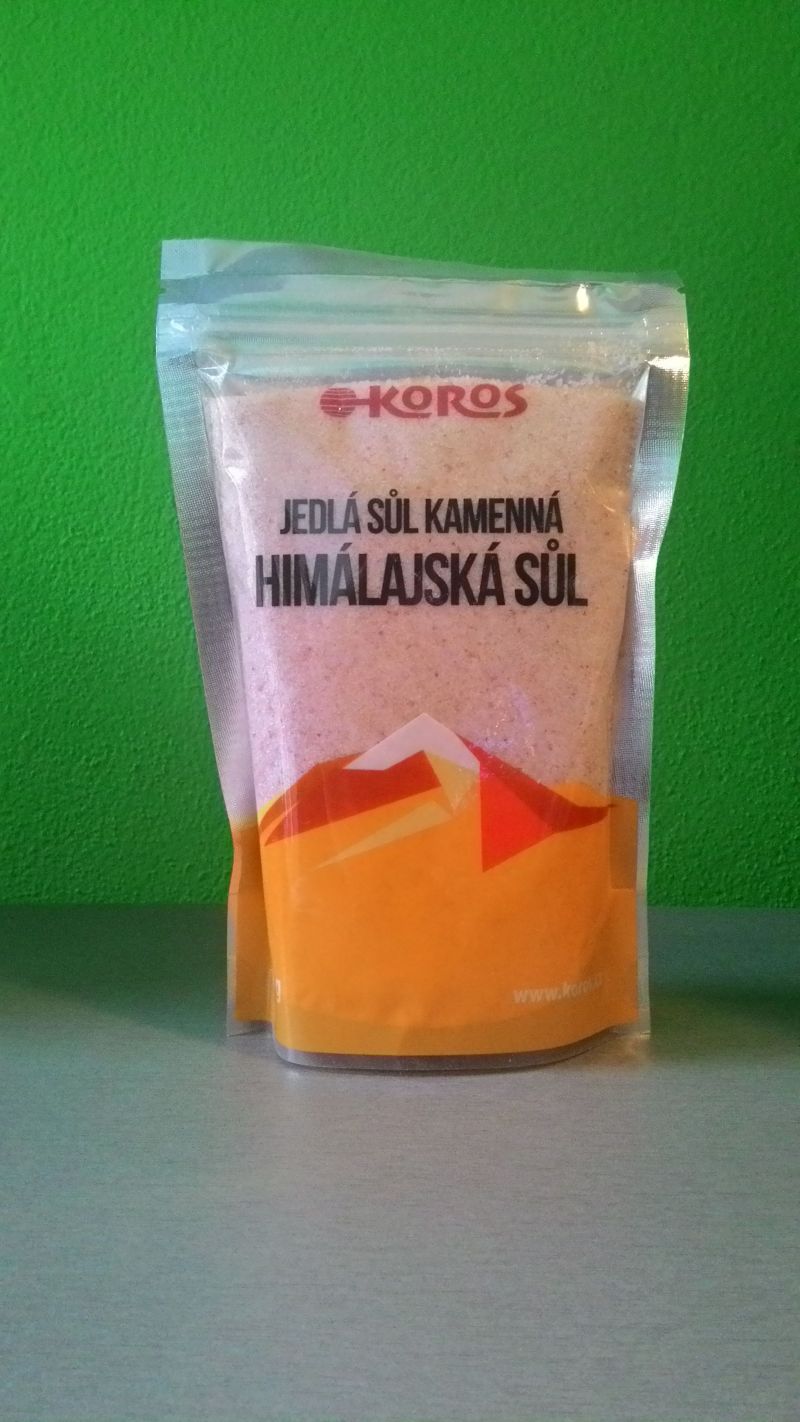 KOROS
JEDLÁ SŮL KAMENNÁ
HIMÁLAJSKÁ SŮL